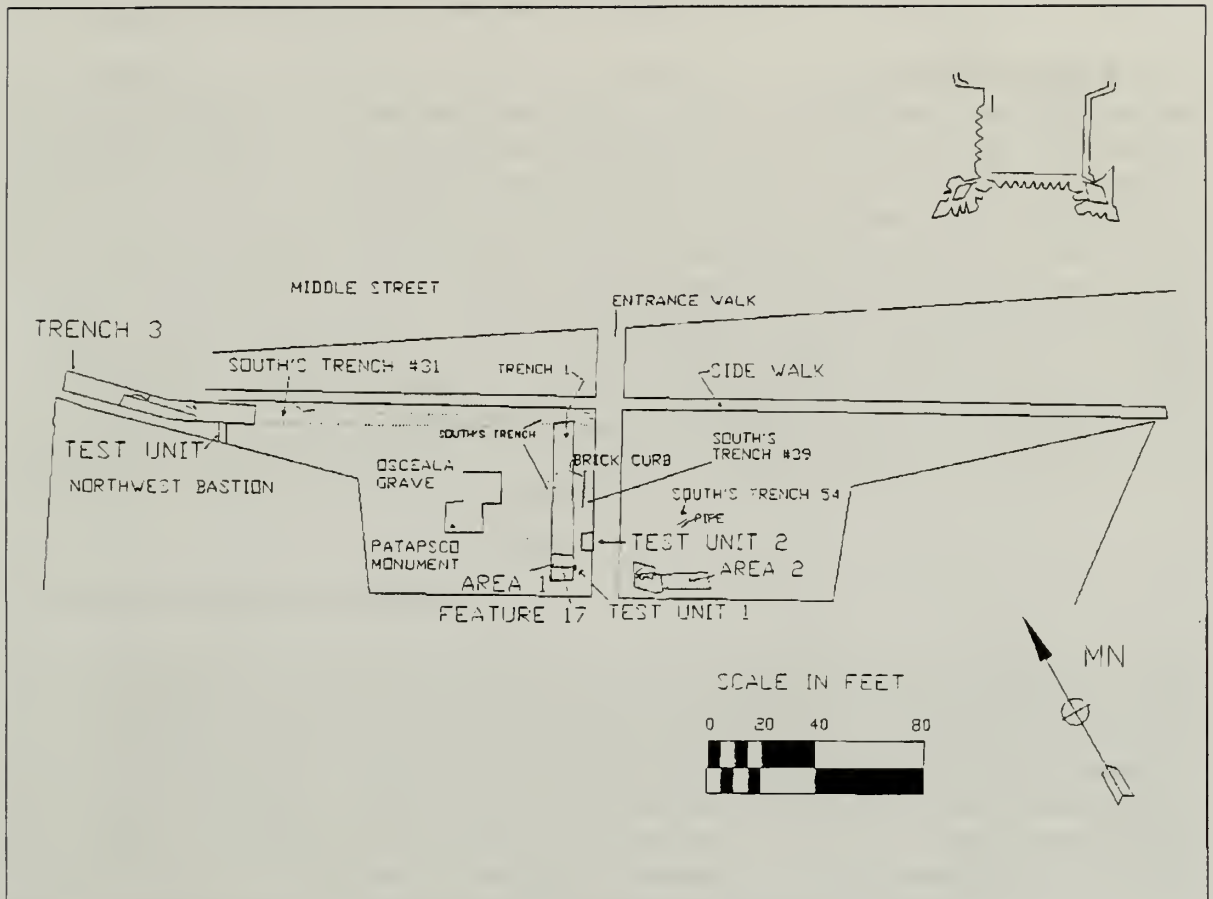 MIDDLE STREET
ENTRANCE WALK
TRENCH 3
SOUTH'S TRENCH #31
TRENCH 1
SIDE WALK
SOUTH'S TRENCH
SOUTH'S
TRENCH #39
TEST UNIT
BRICK CURB
OSCEALA
GRAVE
NORTHWEST BASTION
SOUTH'S TRENCH 54
PIPE
PATAPSCO
MONUMENT
TEST UNIT 2
AREA 1
AREA 2
FEATURE 17
TEST UNIT 1
MN
SCALE IN FEET
0 20 40 80